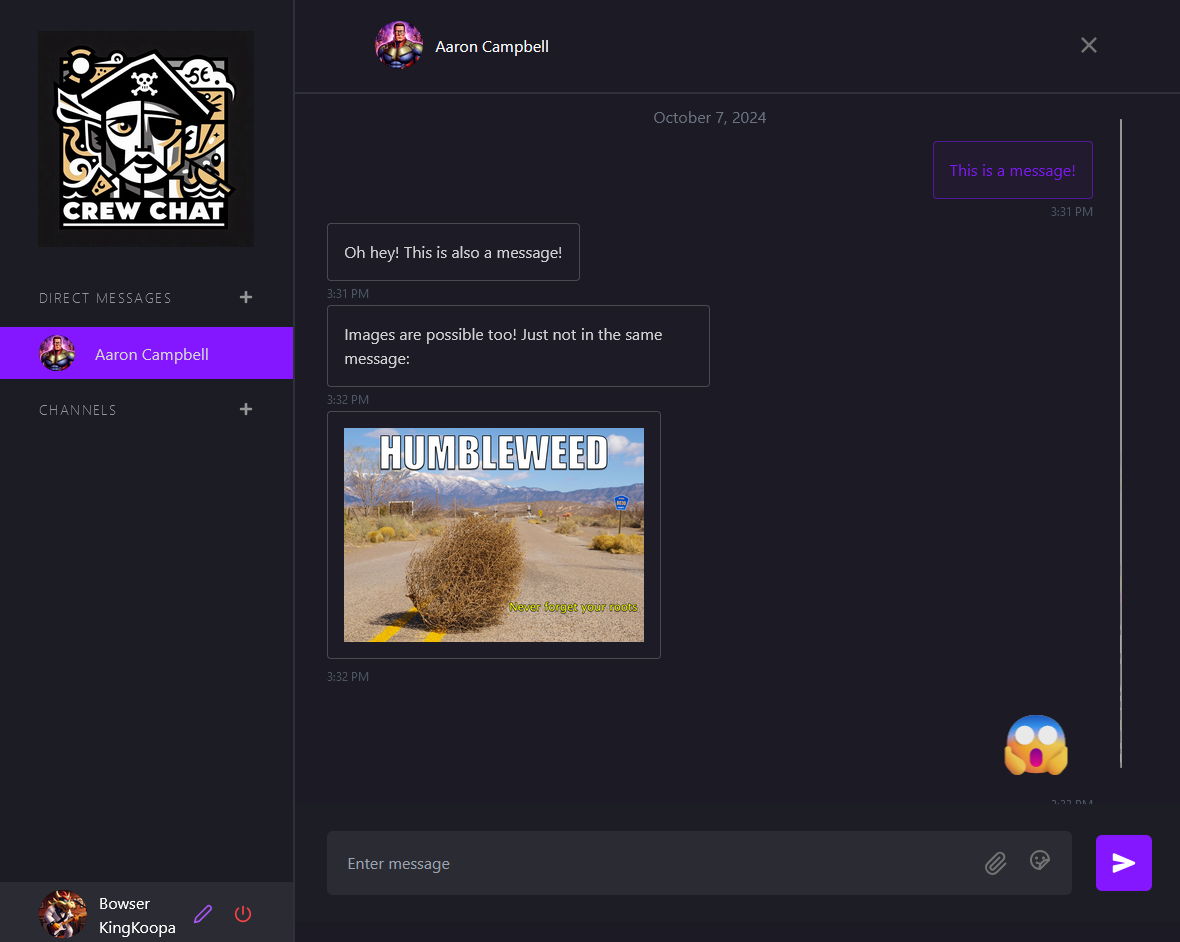 CREW CHAT
DIRECT MESSAGES
Aaron Campbell
CHANNELS
Bowser
KingKoopa
Aaron Campbell
October 7, 2024
This is a message!
3:31 PM
Oh hey! This is also a message!
3:31 PM
Images are possible too! Just not in the same
message:
3:32 PM
HUMBLEWEED
Never forget your roots
3:32 PM
Enter message